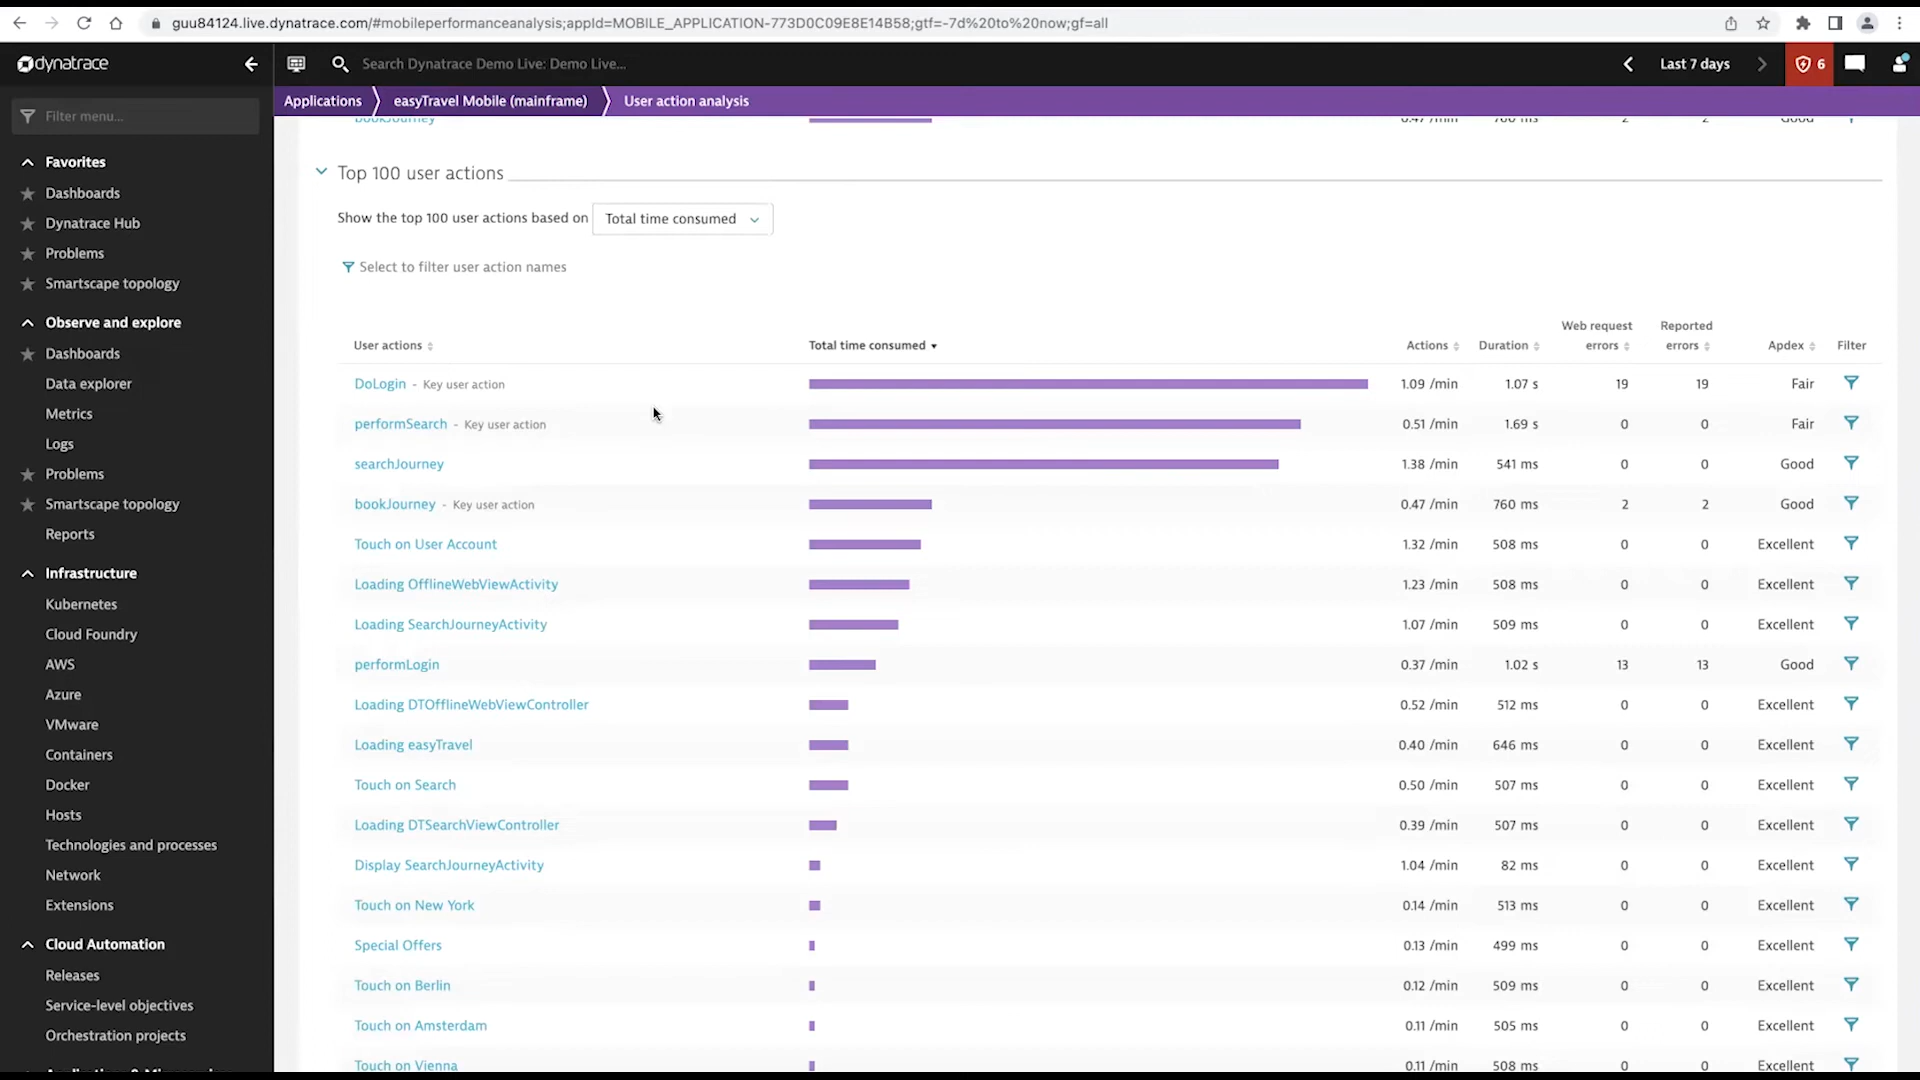 guu84124.live.dynatrace.com/#mobileperformanceanalysis;appId=MOBILE_APPLICATION-773D0C09E8E14B58;gtf=-7d%20to%20now;gf=all
dynatrace
Search Dynatrace Demo Live: Demo Live...
Last 7 days
6
Applications
easyTravel Mobile (mainframe)
User action analysis
Filter menu...
Favorites
Dashboards
Dynatrace Hub
Problems
Smartscape topology
Observe and explore
Dashboards
Data explorer
Metrics
Logs
Problems
Smartscape topology
Reports
Infrastructure
Kubernetes
Cloud Foundry
AWS
Azure
VMware
Containers
Docker
Hosts
Technologies and processes
Network
Extensions
Cloud Automation
Releases
Service-level objectives
Orchestration projects
bookJourney 0.47 /min 760 ms 2 2 Good
Top 100 user actions
Show the top 100 user actions based on Total time consumed
Select to filter user action names
User actions Total time consumed Actions Duration Web request errors Reported errors Apdex Filter
DoLogin - Key user action 1.09 /min 1.07 s 19 19 Fair
performSearch - Key user action 0.51 /min 1.69 s 0 0 Fair
searchJourney 1.38 /min 541 ms 0 0 Good
bookJourney - Key user action 0.47 /min 760 ms 2 2 Good
Touch on User Account 1.32 /min 508 ms 0 0 Excellent
Loading OfflineWebViewActivity 1.23 /min 508 ms 0 0 Excellent
Loading SearchJourneyActivity 1.07 /min 509 ms 0 0 Excellent
performLogin 0.37 /min 1.02 s 13 13 Good
Loading DTOfflineWebViewController 0.52 /min 512 ms 0 0 Excellent
Loading easyTravel 0.40 /min 646 ms 0 0 Excellent
Touch on Search 0.50 /min 507 ms 0 0 Excellent
Loading DTSearchViewController 0.39 /min 507 ms 0 0 Excellent
Display SearchJourneyActivity 1.04 /min 82 ms 0 0 Excellent
Touch on New York 0.14 /min 513 ms 0 0 Excellent
Special Offers 0.13 /min 499 ms 0 0 Excellent
Touch on Berlin 0.12 /min 509 ms 0 0 Excellent
Touch on Amsterdam 0.11 /min 505 ms 0 0 Excellent
Touch on Vienna 0.11 /min 508 ms 0 0 Excellent